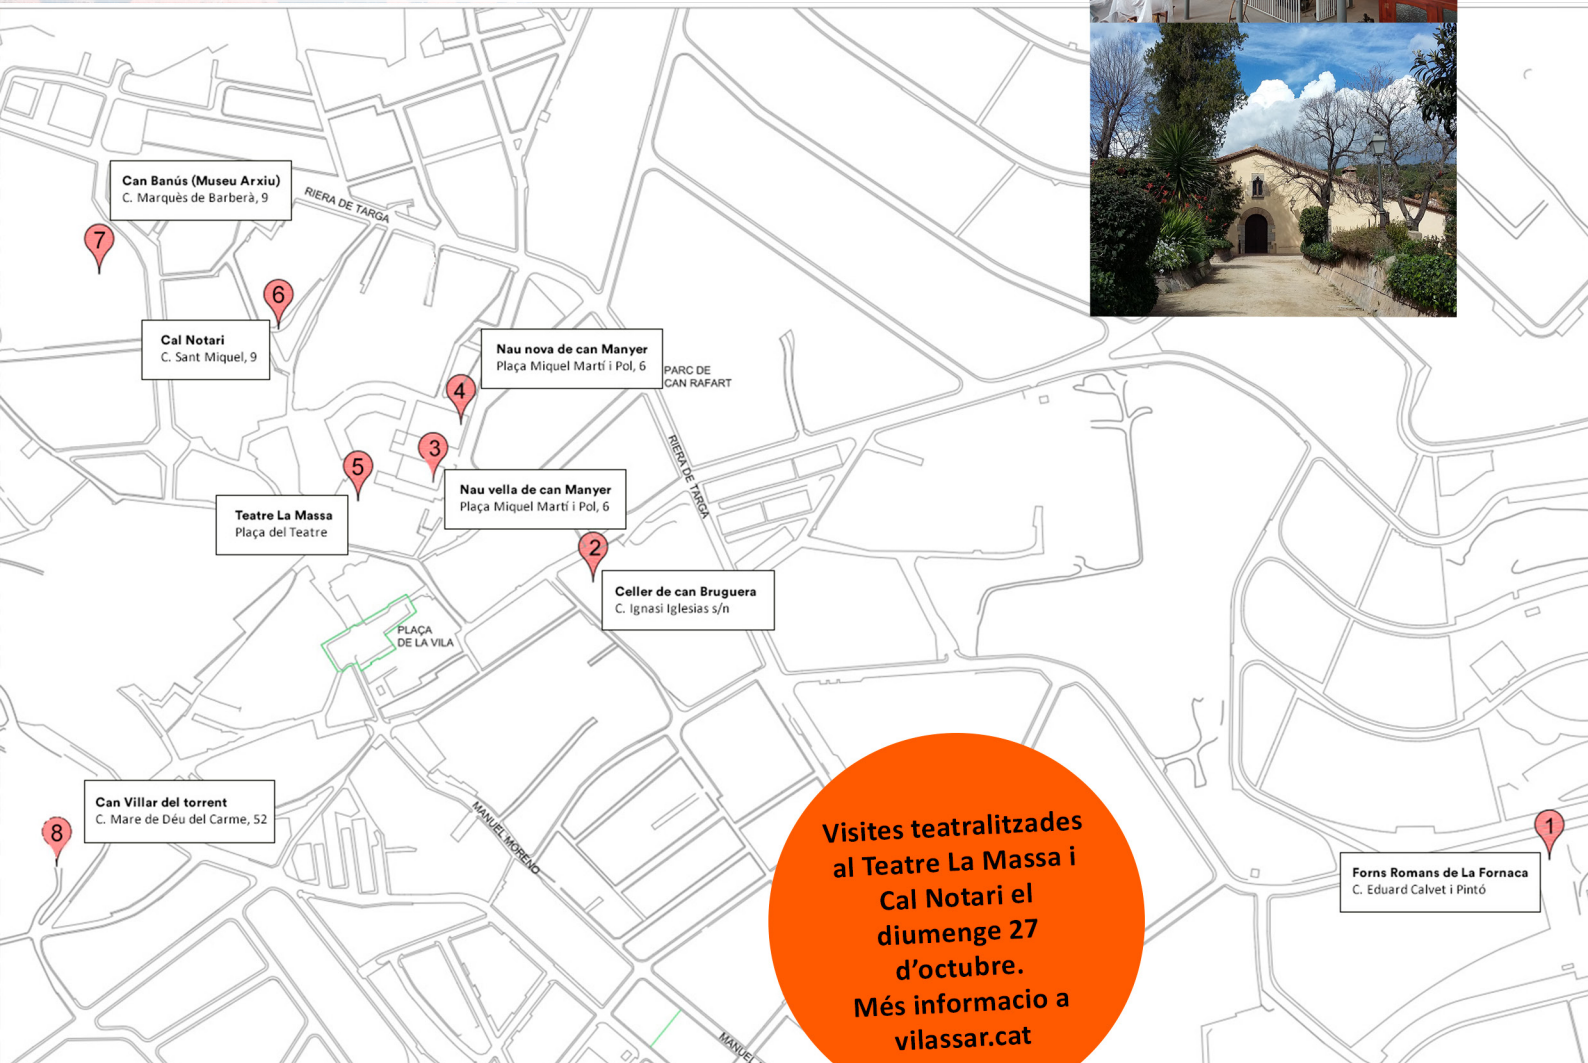 Can Banús (Museu Arxiu)
C. Marquès de Barberà, 9
RIERA DE TARGA
7
6
Cal Notari
C. Sant Miquel, 9
Nau nova de can Manyer
Plaça Miquel Martí i Pol, 6
PARC DE
CAN RAFART
4
3
5
RIERA DE TARGA
Nau vella de can Manyer
Plaça Miquel Martí i Pol, 6
Teatre La Massa
Plaça del Teatre
2
Celler de can Bruguera
C. Ignasi Iglesias s/n
PLAÇA
DE LA VILA
Can Villar del torrent
C. Mare de Déu del Carme, 52
8
MANUEL MORENO
Visites teatralitzades
al Teatre La Massa i
Cal Notari el
diumenge 27
d’octubre.
Més informacio a
vilassar.cat
1
Forns Romans de La Fornaca
C. Eduard Calvet i Pintó
MANUEL